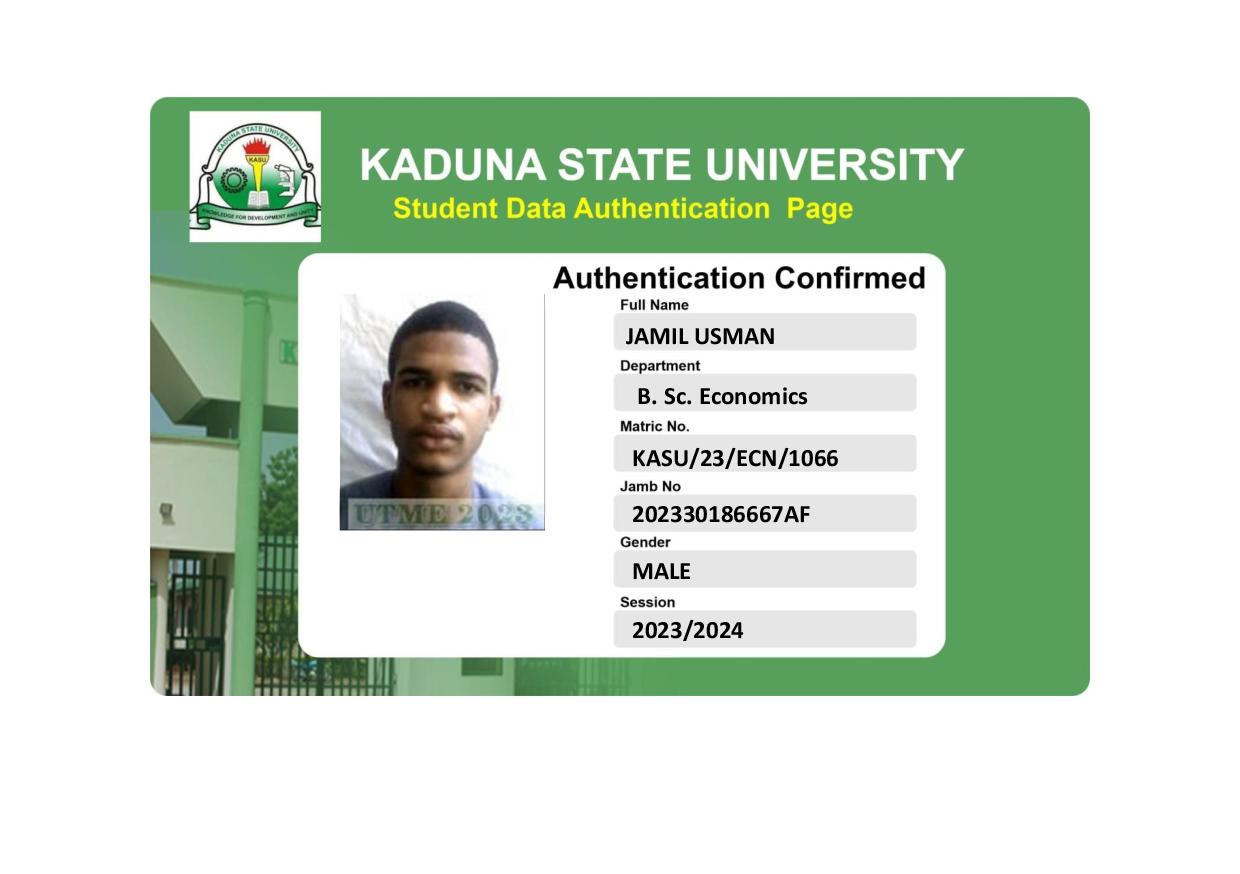 KADUNA STATE UNIVERSITY
KASU
KNOWLEDGE FOR DEVELOPMENT AND UNITY
KADUNA STATE UNIVERSITY
Student Data Authentication Page
Authentication Confirmed
Full Name
JAMIL USMAN
Department
B. Sc. Economics
Matric No.
KASU/23/ECN/1066
Jamb No
202330186667AF
Gender
MALE
Session
2023/2024
UTME 2023
K